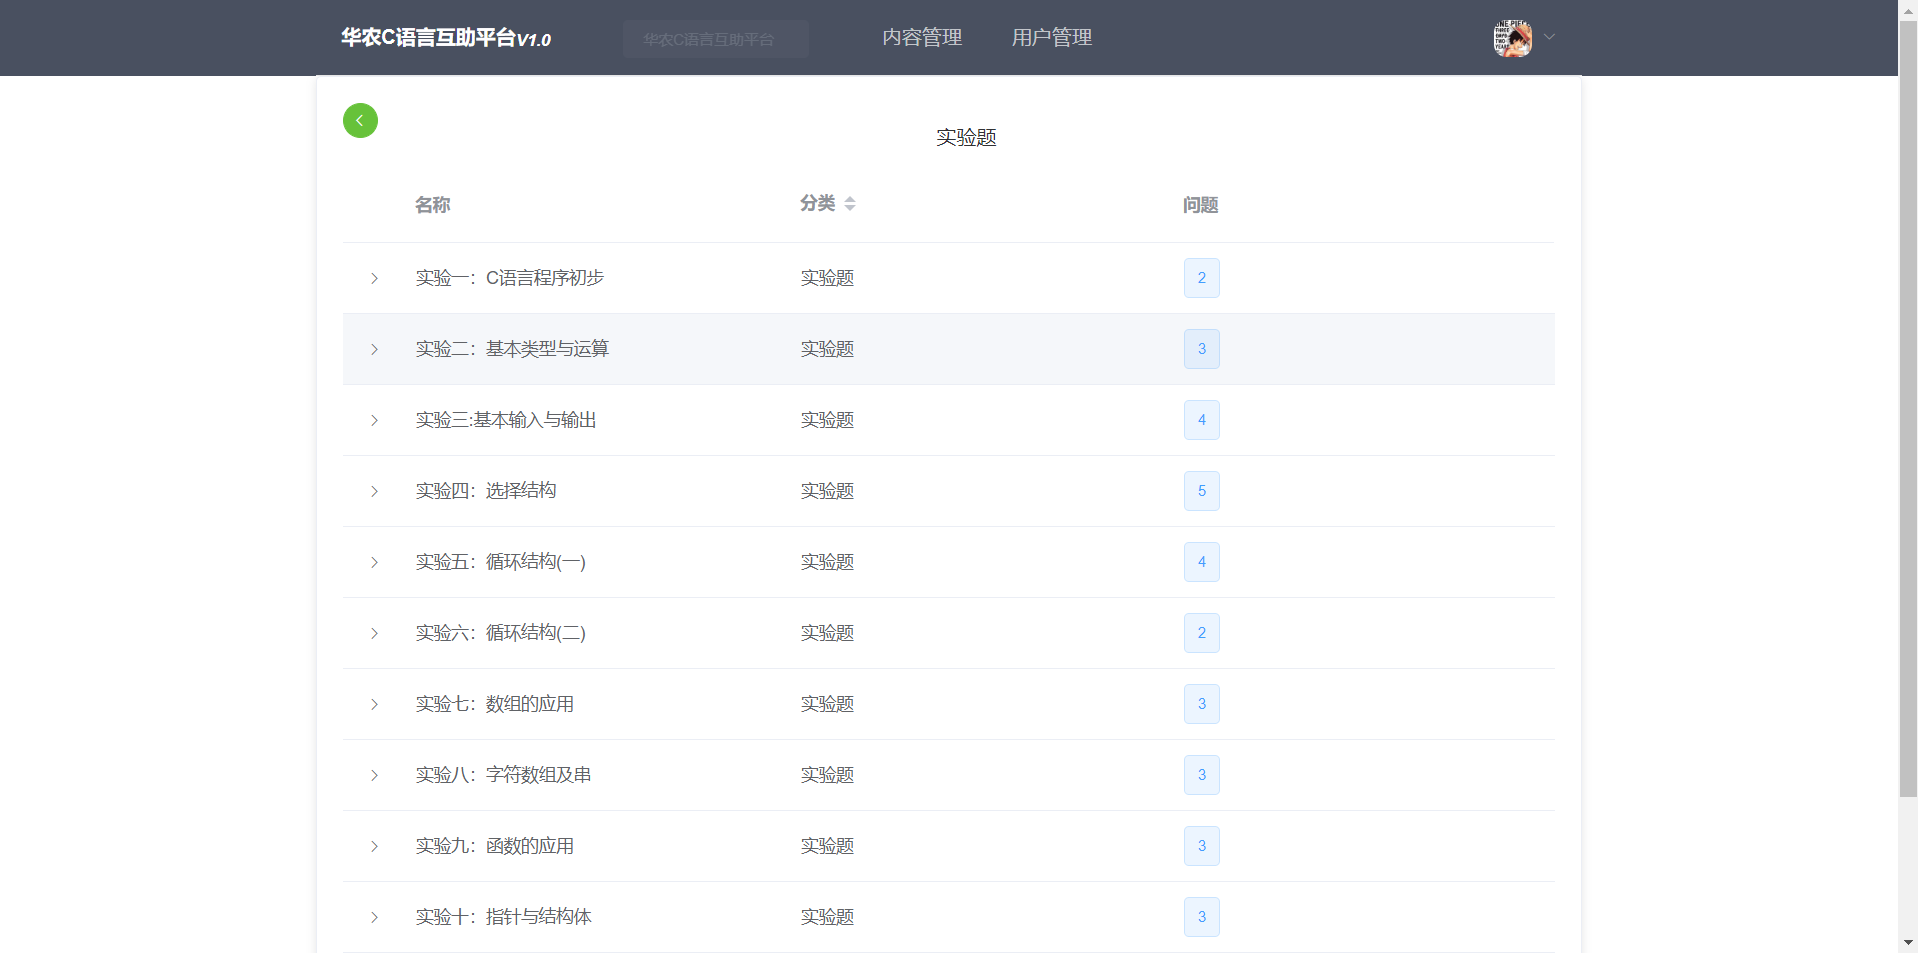 华农C语言互助平台V1.0 华农C语言互助平台 内容管理 用户管理
实验题
名称 分类 问题
实验一：C语言程序初步 实验题 2
实验二：基本类型与运算 实验题 3
实验三:基本输入与输出 实验题 4
实验四：选择结构 实验题 5
实验五：循环结构(一) 实验题 4
实验六：循环结构(二) 实验题 2
实验七：数组的应用 实验题 3
实验八：字符数组及串 实验题 3
实验九：函数的应用 实验题 3
实验十：指针与结构体 实验题 3